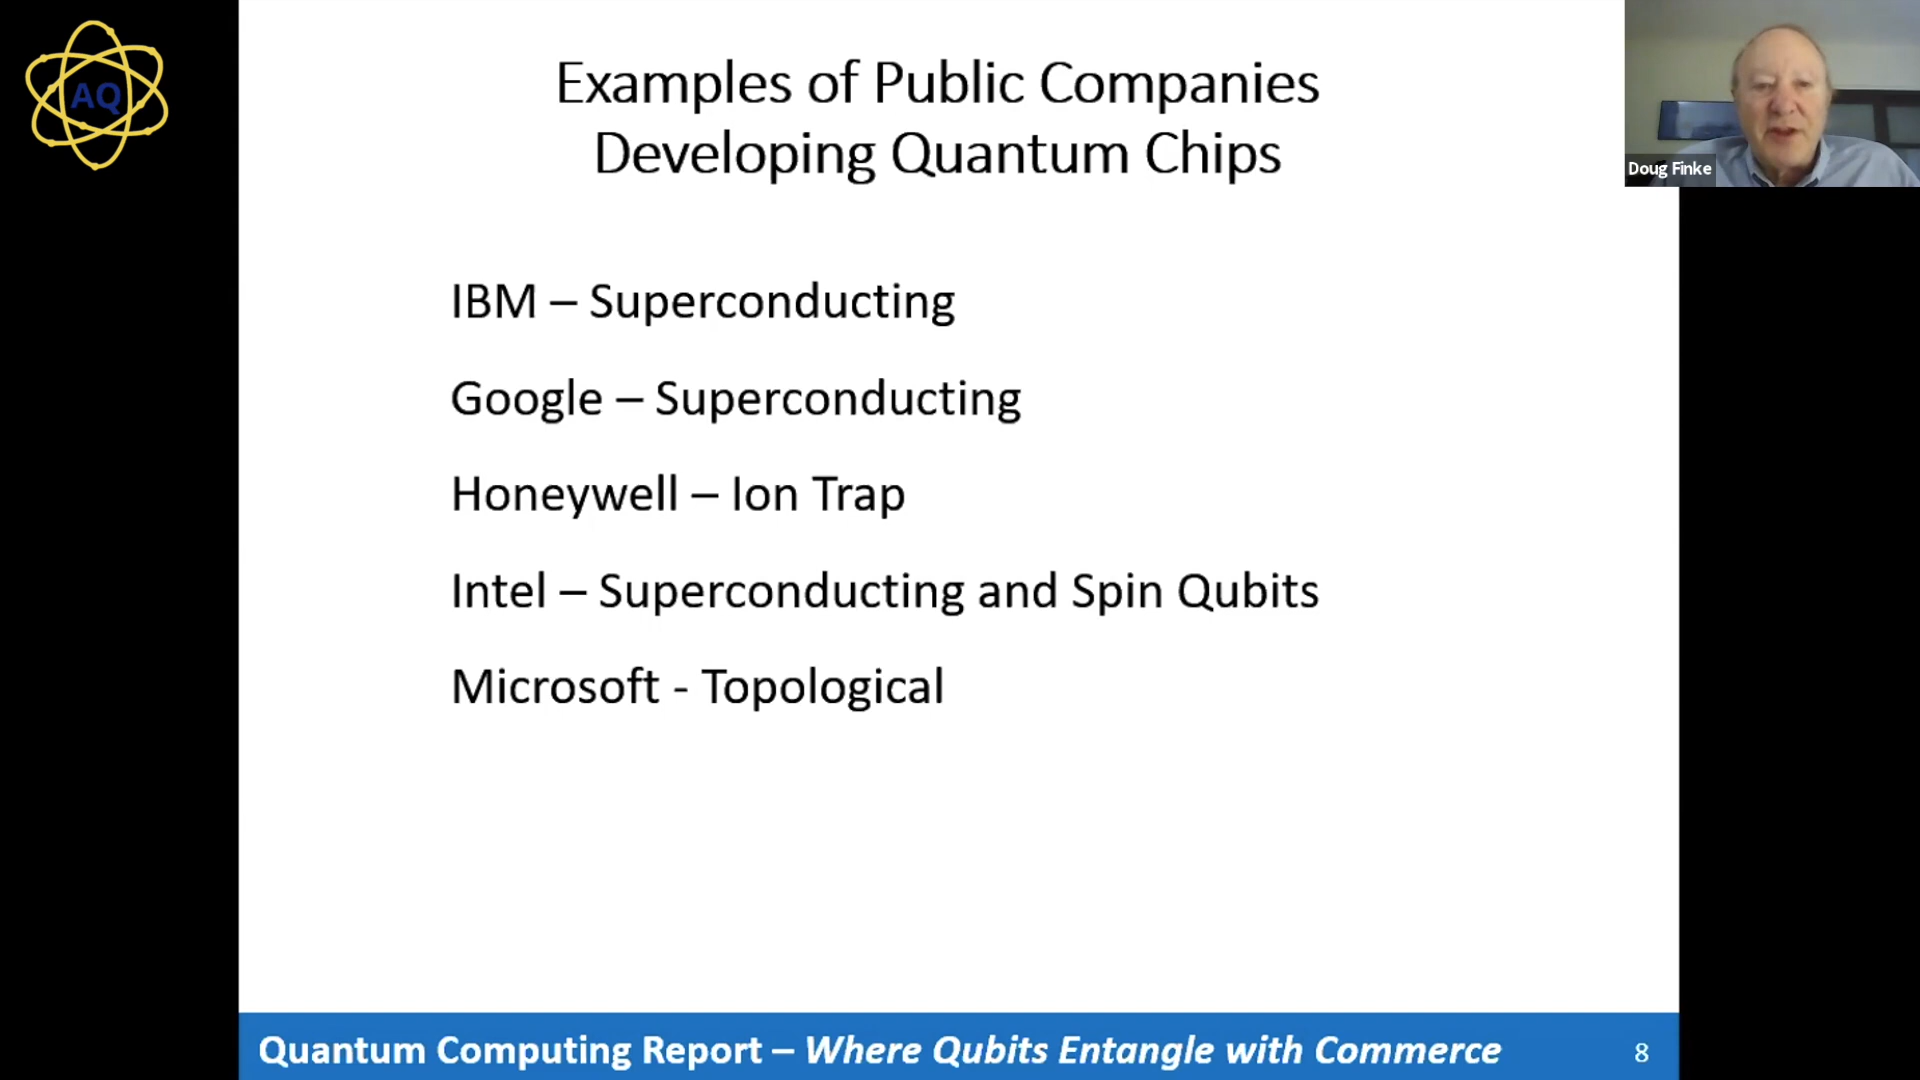 AQ
Examples of Public Companies
Developing Quantum Chips
Doug Finke
IBM – Superconducting
Google – Superconducting
Honeywell – Ion Trap
Intel – Superconducting and Spin Qubits
Microsoft - Topological
Quantum Computing Report – Where Qubits Entangle with Commerce
8